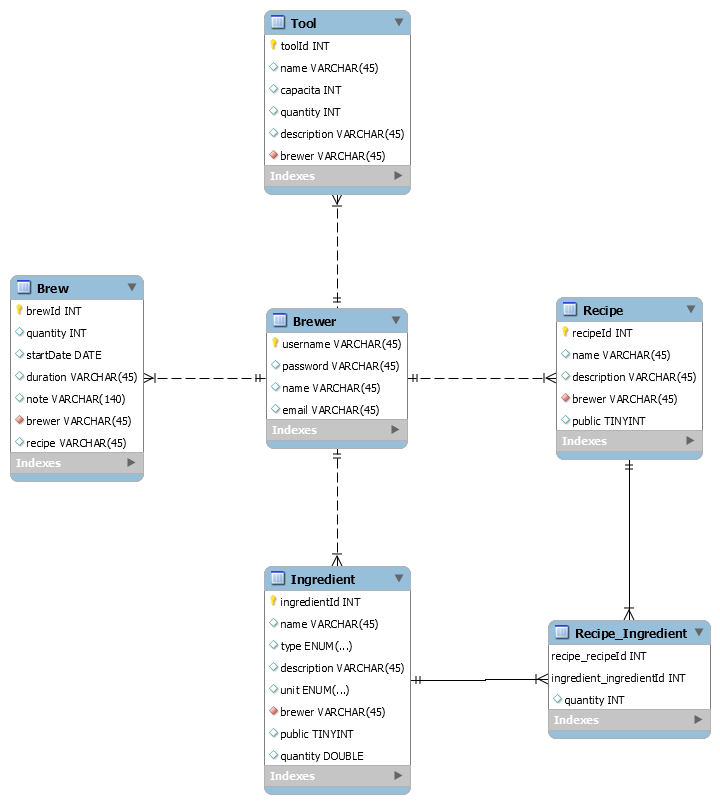 Tool
toolId INT
name VARCHAR(45)
capacita INT
quantity INT
description VARCHAR(45)
brewer VARCHAR(45)
Indexes
Brew
brewId INT
quantity INT
startDate DATE
duration VARCHAR(45)
note VARCHAR(140)
brewer VARCHAR(45)
recipe VARCHAR(45)
Indexes
Brewer
username VARCHAR(45)
password VARCHAR(45)
name VARCHAR(45)
email VARCHAR(45)
Indexes
Recipe
recipeId INT
name VARCHAR(45)
description VARCHAR(45)
brewer VARCHAR(45)
public TINYINT
Indexes
Ingredient
ingredientId INT
name VARCHAR(45)
type ENUM(...)
description VARCHAR(45)
unit ENUM(...)
brewer VARCHAR(45)
public TINYINT
quantity DOUBLE
Indexes
Recipe_Ingredient
recipe_recipeId INT
ingredient_ingredientId INT
quantity INT
Indexes